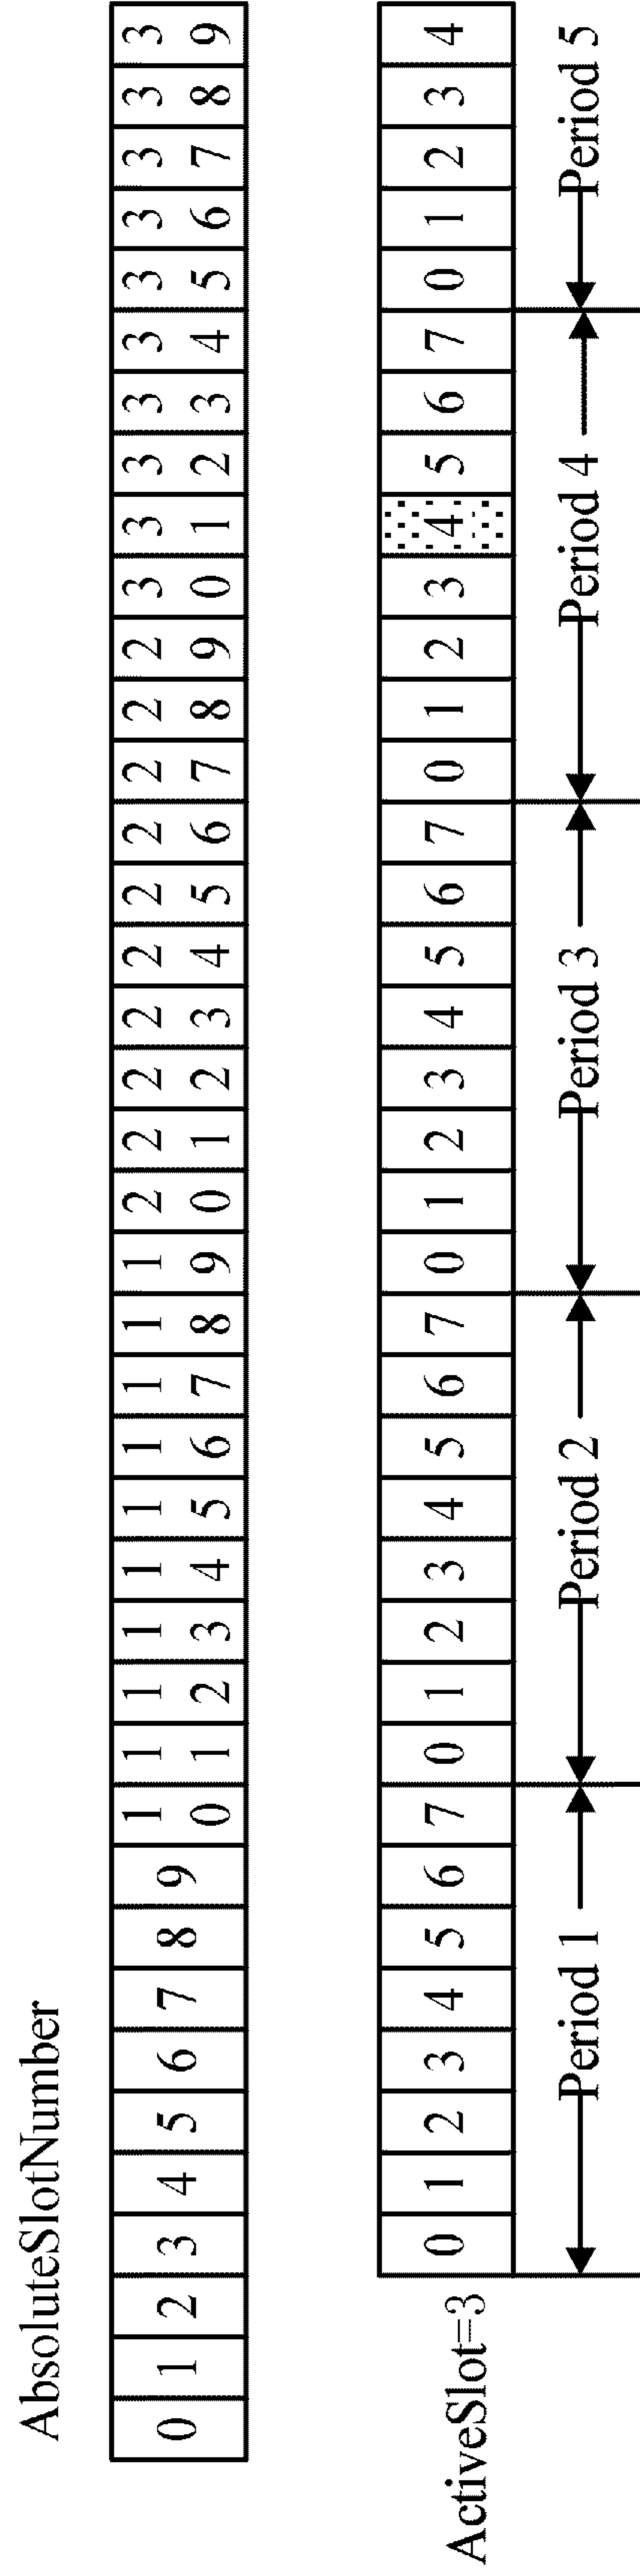 AbsoluteSlotNumber
0 1 2 3 4 5 6 7 8 9 10 11 12 13 14 15 16 17 18 19 20 21 22 23 24 25 26 27 28 29 30 31 32 33 34 35 36 37 38 39
ActiveSlot=3 0 1 2 3 4 5 6 7 0 1 2 3 4 5 6 7 0 1 2 3 4 5 6 7 0 1 2 3 4 5 6 7 0 1 2 3 4
Period 1 Period 2 Period 3 Period 4 Period 5